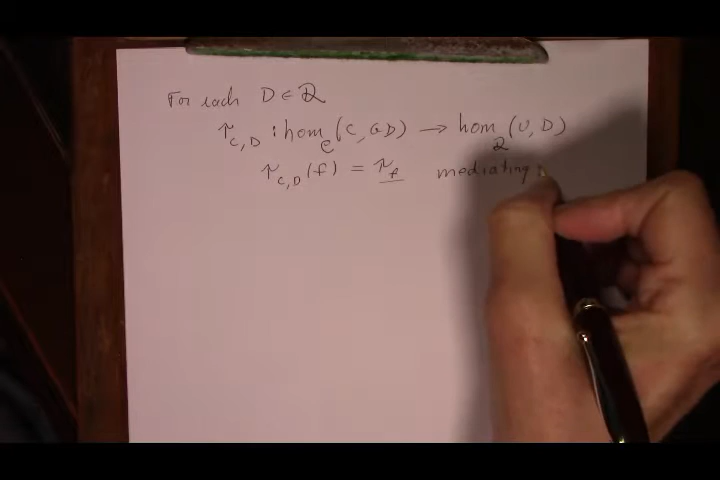 For each D ∈ 𝒟
τ_{C,D} : hom_𝒞 (C, GD) → hom_𝒟 (U, D)
τ_{C,D} (f) = τ_f mediating